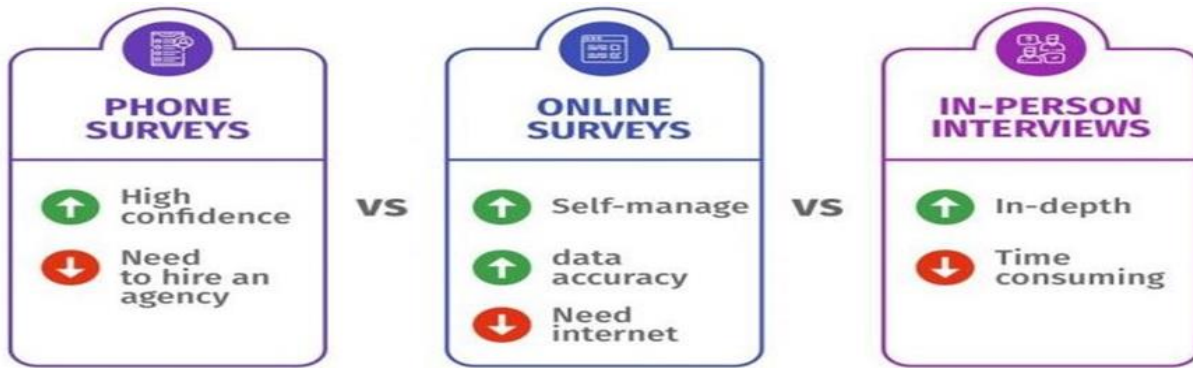 PHONE
SURVEYS
High
confidence
Need
to hire an
agency
vs
ONLINE
SURVEYS
Self-manage
data
accuracy
Need
internet
vs
IN-PERSON
INTERVIEWS
In-depth
Time
consuming